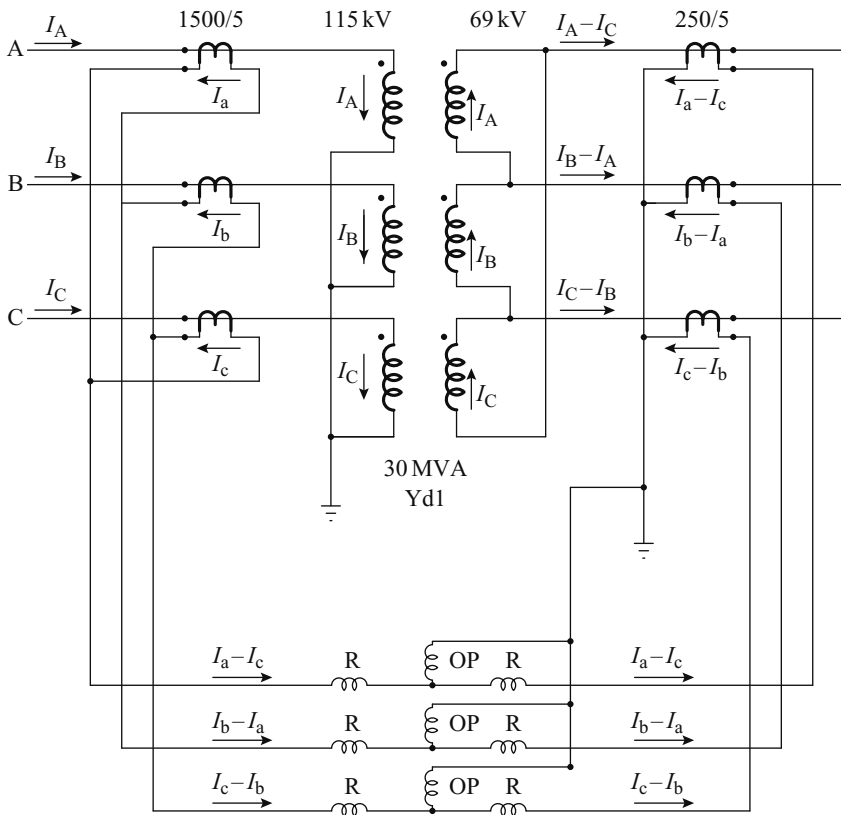 1500/5 115 kV 69 kV I_A−I_C 250/5
I_A
A
I_a I_A I_A I_a−I_c
I_B I_B−I_A
B
I_b I_B I_B I_b−I_a
I_C I_C−I_B
C
I_c I_C I_C I_c−I_b
30 MVA
Yd1
I_a−I_c R OP R I_a−I_c
I_b−I_a R OP R I_b−I_a
I_c−I_b R OP R I_c−I_b